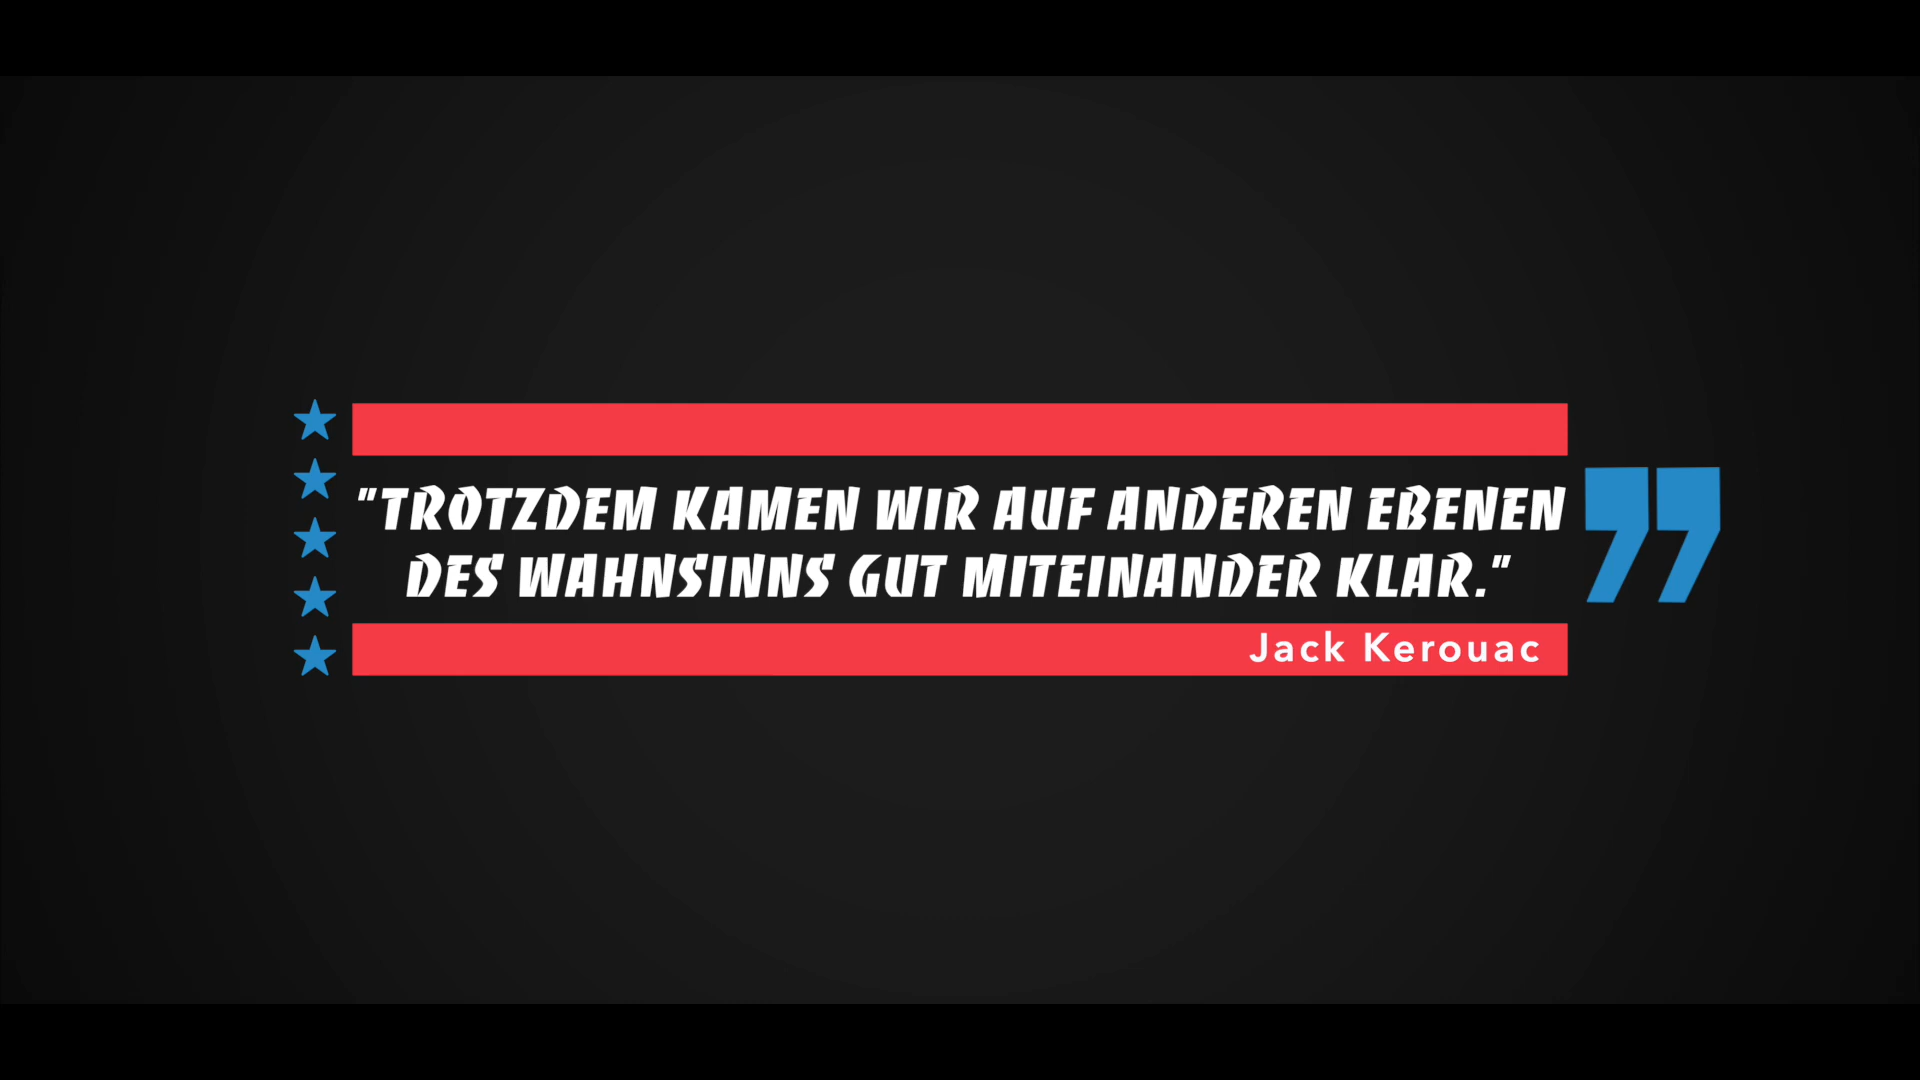 "TROTZDEM KAMEN WIR AUF ANDEREN EBENEN
DES WAHNSINNS GUT MITEINANDER KLAR."
Jack Kerouac